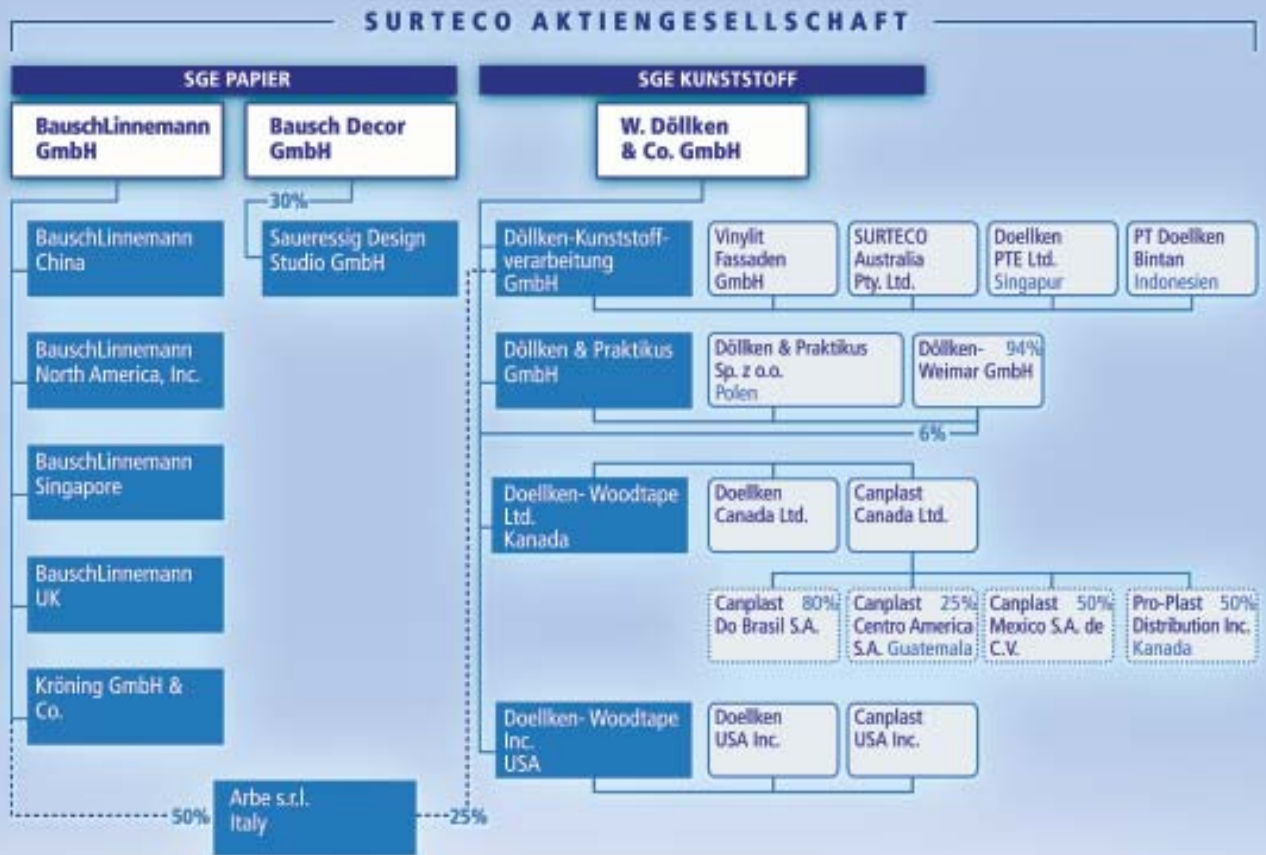 SURTECO AKTIENGESELLSCHAFT
SGE PAPIER
BauschLinnemann
GmbH
Bausch Decor
GmbH
30%
BauschLinnemann
China
Saueressig Design
Studio GmbH
BauschLinnemann
North America, Inc.
BauschLinnemann
Singapore
BauschLinnemann
UK
Kröning GmbH &
Co.
50%
Arbe s.r.l.
Italy
25%
SGE KUNSTSTOFF
W. Döllken
& Co. GmbH
Döllken-Kunststoff-
verarbeitung
GmbH
Vinylit
Fassaden
GmbH
SURTECO
Australia
Pty. Ltd.
Doellken
PTE Ltd.
Singapur
PT Doellken
Bintan
Indonesien
Döllken & Praktikus
GmbH
Döllken & Praktikus
Sp. z o.o.
Polen
Döllken- 94%
Weimar GmbH
6%
Doellken- Woodtape
Ltd.
Kanada
Doellken
Canada Ltd.
Canplast
Canada Ltd.
Canplast 80%
Do Brasil S.A.
Canplast 25%
Centro America
S.A. Guatemala
Canplast 50%
Mexico S.A. de
C.V.
Pro-Plast 50%
Distribution Inc.
Kanada
Doellken- Woodtape
Inc.
USA
Doellken
USA Inc.
Canplast
USA Inc.